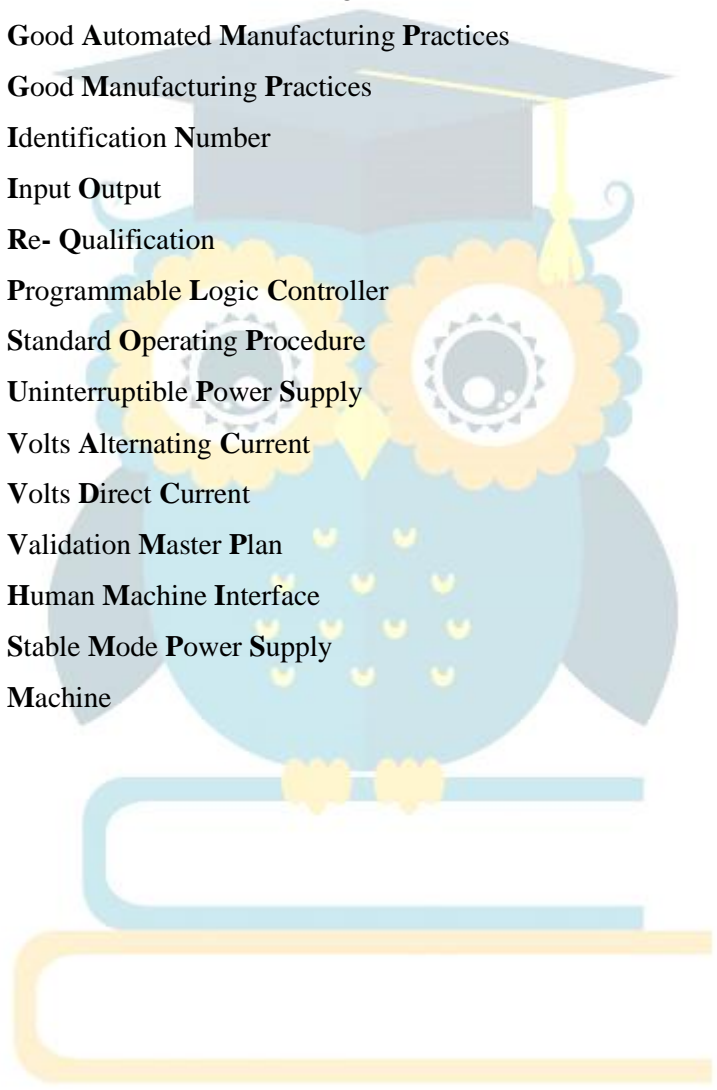 Good Automated Manufacturing Practices
Good Manufacturing Practices
Identification Number
Input Output
Re- Qualification
Programmable Logic Controller
Standard Operating Procedure
Uninterruptible Power Supply
Volts Alternating Current
Volts Direct Current
Validation Master Plan
Human Machine Interface
Stable Mode Power Supply
Machine